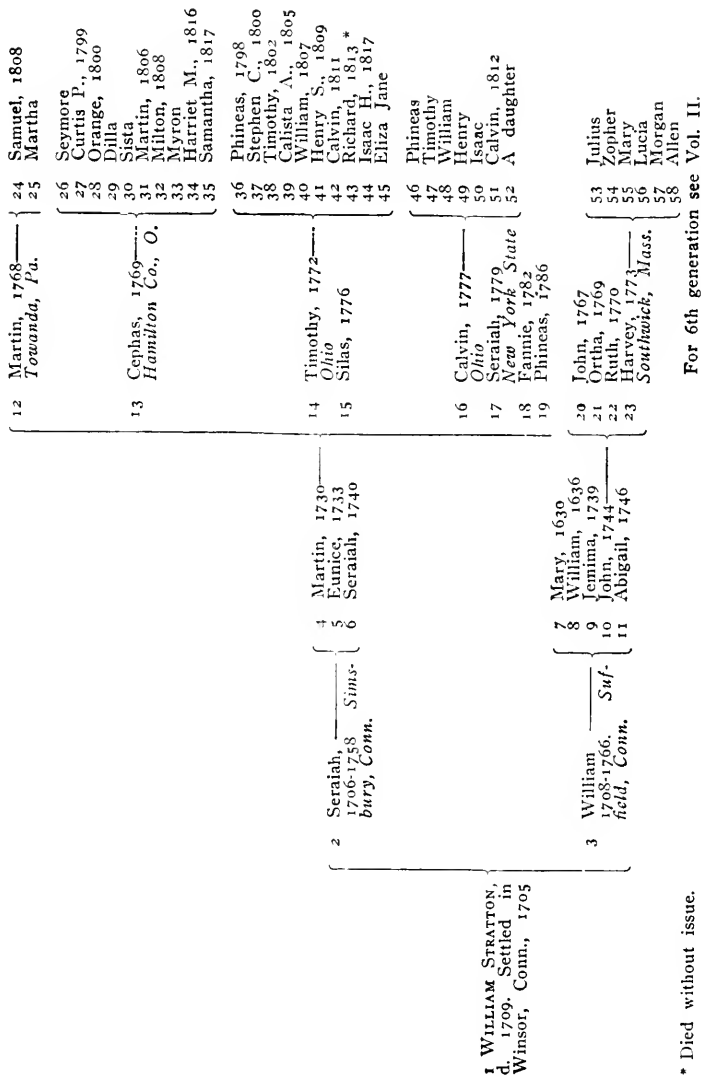 1 WILLIAM STRATTON,
d. 1709. Settled in
Winsor, Conn., 1705
2 Seraiah,
1706-1758 Sims-
bury, Conn.
3 William
1708-1766. Suf-
field, Conn.
4 Martin, 1730
5 Eunice, 1733
6 Seraiah, 1740
7 Mary, 1630
8 William, 1636
9 Jemima, 1739
10 John, 1744
11 Abigail, 1746
12 Martin, 1768
Towanda, Pa.
13 Cephas, 1769
Hamilton Co., O.
14 Timothy, 1772
Ohio
15 Silas, 1776
16 Calvin, 1777
Ohio
17 Seraiah, 1779
New York State
18 Fannie, 1782
19 Phineas, 1786
20 John, 1767
21 Ortha, 1769
22 Ruth, 1770
23 Harvey, 1773
Southwick, Mass.
24 Samuel, 1808
25 Martha
26 Seymore
27 Curtis P., 1799
28 Orange, 1800
29 Dilla
30 Sista
31 Martin, 1806
32 Milton, 1808
33 Myron
34 Harriet M., 1816
35 Samantha, 1817
36 Phineas, 1798
37 Stephen C., 1800
38 Timothy, 1802
39 Calista A., 1805
40 William, 1807
41 Henry S., 1809
42 Calvin, 1811
43 Richard, 1813 *
44 Isaac H., 1817
45 Eliza Jane
46 Phineas
47 Timothy
48 William
49 Henry
50 Isaac
51 Calvin, 1812
52 A daughter
53 Julius
54 Zopher
55 Mary
56 Lucia
57 Morgan
58 Allen
For 6th generation see Vol. II.
* Died without issue.